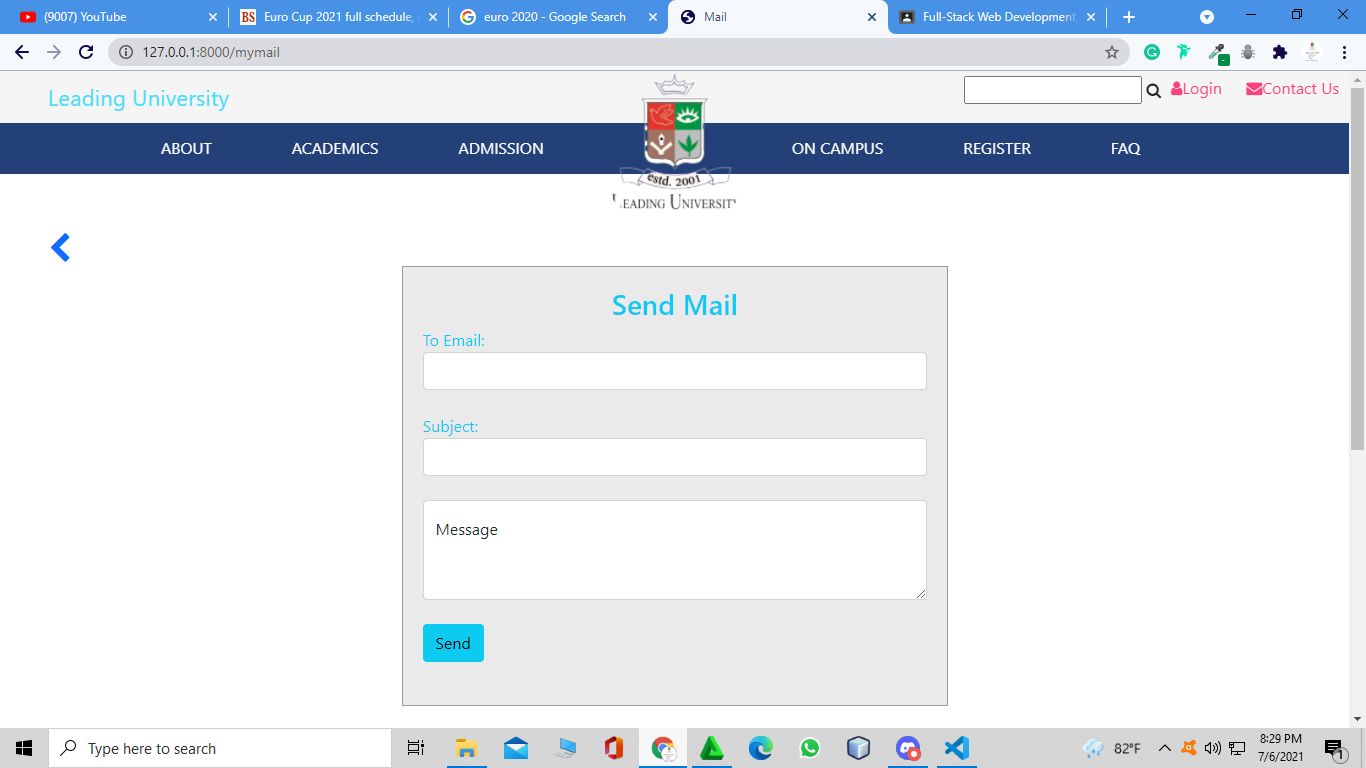 (9007) YouTube
Euro Cup 2021 full schedule,
euro 2020 - Google Search
Mail
Full-Stack Web Development
127.0.0.1:8000/mymail
Leading University
Login
Contact Us
ABOUT
ACADEMICS
ADMISSION
estd. 2001
LEADING UNIVERSITY
ON CAMPUS
REGISTER
FAQ
Send Mail
To Email:
Subject:
Message
Send
Type here to search
82°F
8:29 PM
7/6/2021
1